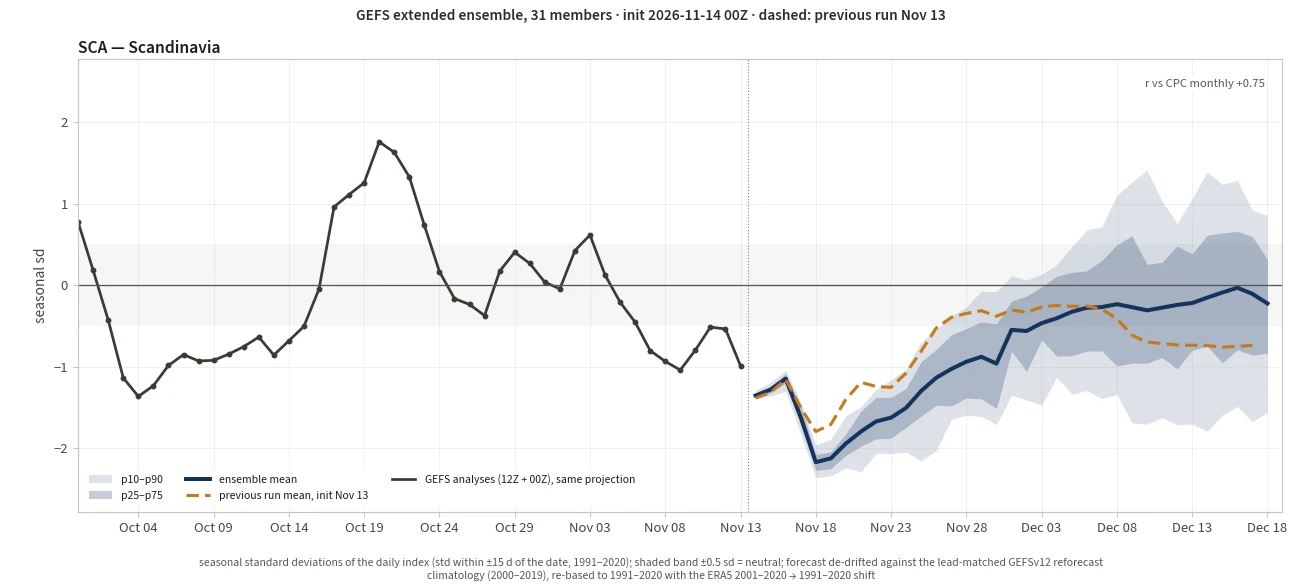 GEFS extended ensemble, 31 members · init 2026-11-14 00Z · dashed: previous run Nov 13
SCA — Scandinavia
r vs CPC monthly +0.75
seasonal sd
2
1
0
−1
−2
p10–p90
p25–p75
ensemble mean
previous run mean, init Nov 13
GEFS analyses (12Z + 00Z), same projection
Oct 04
Oct 09
Oct 14
Oct 19
Oct 24
Oct 29
Nov 03
Nov 08
Nov 13
Nov 18
Nov 23
Nov 28
Dec 03
Dec 08
Dec 13
Dec 18
seasonal standard deviations of the daily index (std within ±15 d of the date, 1991–2020); shaded band ±0.5 sd = neutral; forecast de-drifted against the lead-matched GEFSv12 reforecast
climatology (2000–2019), re-based to 1991–2020 with the ERA5 2001–2020 → 1991–2020 shift